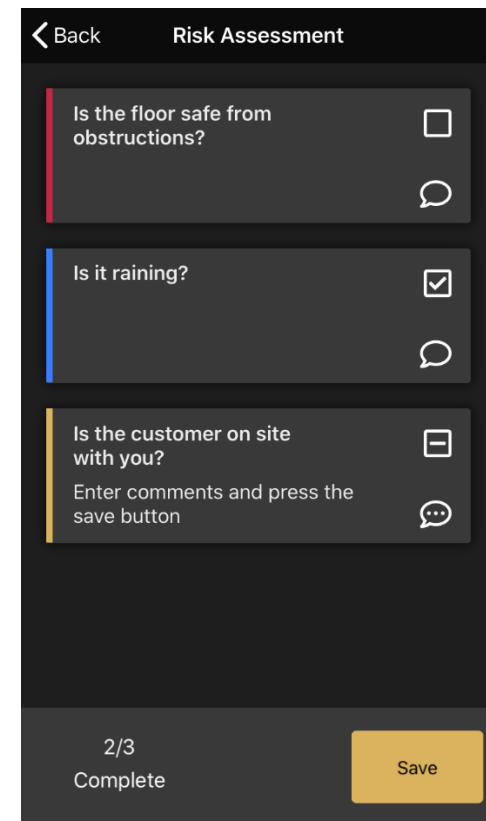 Back Risk Assessment
Is the floor safe from
obstructions?
Is it raining?
Is the customer on site
with you?
Enter comments and press the
save button
2/3
Complete
Save